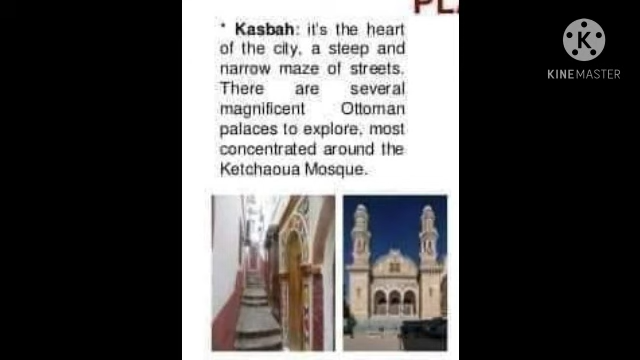 PL
* Kasbah: it's the heart
of the city, a steep and
narrow maze of streets.
There are several
magnificent Ottoman
palaces to explore, most
concentrated around the
Ketchaoua Mosque.
K
KINEMASTER